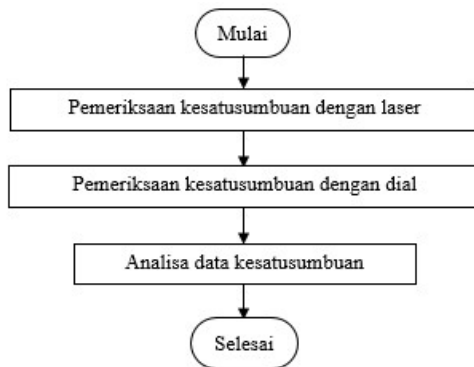 Mulai
Pemeriksaan kesatusumbuan dengan laser
Pemeriksaan kesatusumbuan dengan dial
Analisa data kesatusumbuan
Selesai